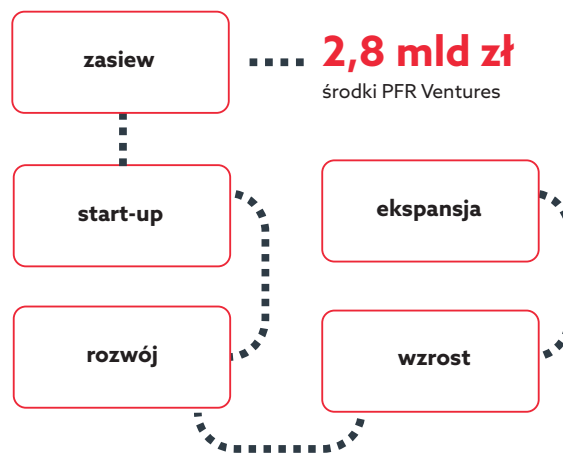 zasiew
2,8 mld zł
środki PFR Ventures
start-up
ekspansja
rozwój
wzrost